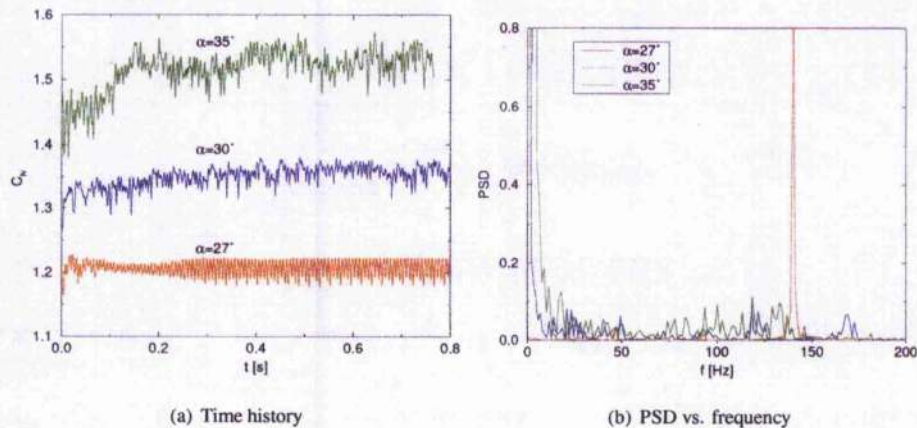 1.6
1.5
1.4
1.3
1.2
1.1
C_N
α=35°
α=30°
α=27°
0.0 0.2 0.4 0.6 0.8
t [s]
(a) Time history
0.8
0.6
0.4
0.2
0.0
PSD
α=27°
α=30°
α=35°
0 50 100 150 200
f [Hz]
(b) PSD vs. frequency